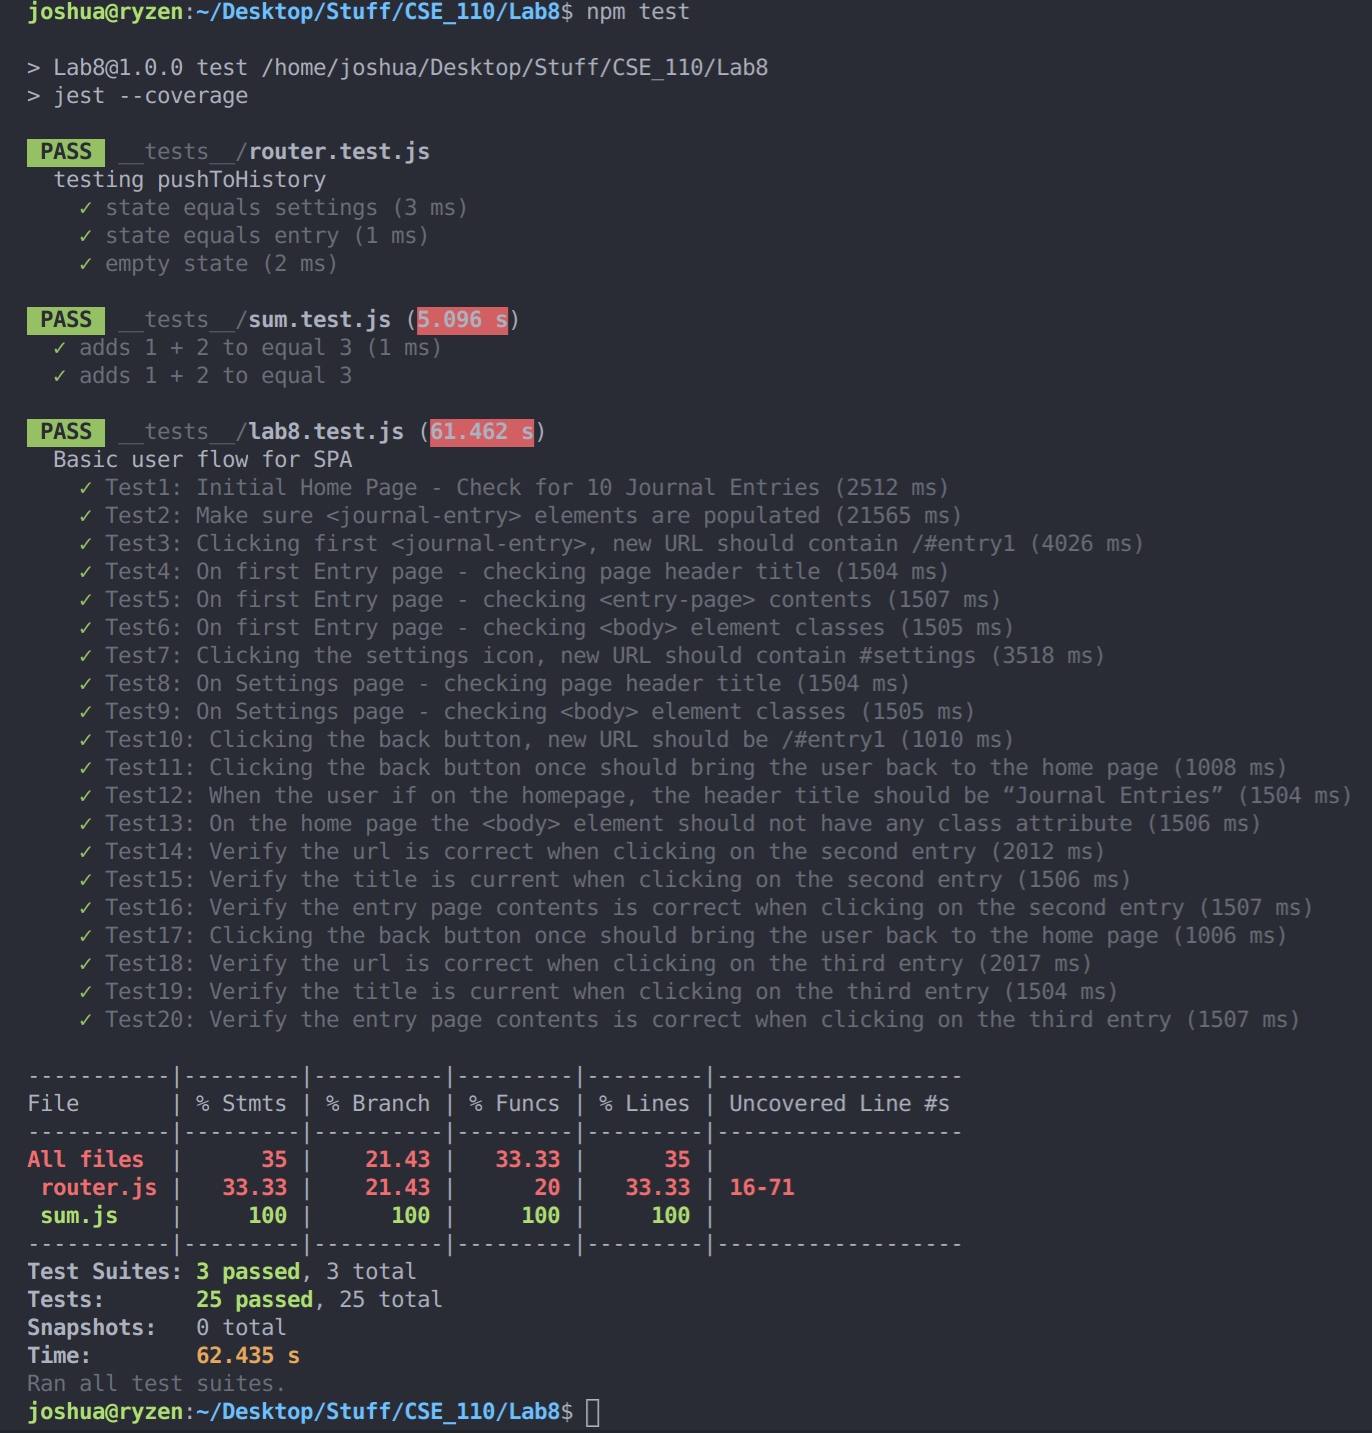 joshua@ryzen:~/Desktop/Stuff/CSE_110/Lab8$ npm test
> Lab8@1.0.0 test /home/joshua/Desktop/Stuff/CSE_110/Lab8
> jest --coverage
PASS __tests__/router.test.js
testing pushToHistory
✓ state equals settings (3 ms)
✓ state equals entry (1 ms)
✓ empty state (2 ms)
PASS __tests__/sum.test.js (5.096 s)
✓ adds 1 + 2 to equal 3 (1 ms)
✓ adds 1 + 2 to equal 3
PASS __tests__/lab8.test.js (61.462 s)
Basic user flow for SPA
✓ Test1: Initial Home Page - Check for 10 Journal Entries (2512 ms)
✓ Test2: Make sure <journal-entry> elements are populated (21565 ms)
✓ Test3: Clicking first <journal-entry>, new URL should contain /#entry1 (4026 ms)
✓ Test4: On first Entry page - checking page header title (1504 ms)
✓ Test5: On first Entry page - checking <entry-page> contents (1507 ms)
✓ Test6: On first Entry page - checking <body> element classes (1505 ms)
✓ Test7: Clicking the settings icon, new URL should contain #settings (3518 ms)
✓ Test8: On Settings page - checking page header title (1504 ms)
✓ Test9: On Settings page - checking <body> element classes (1505 ms)
✓ Test10: Clicking the back button, new URL should be /#entry1 (1010 ms)
✓ Test11: Clicking the back button once should bring the user back to the home page (1008 ms)
✓ Test12: When the user if on the homepage, the header title should be “Journal Entries” (1504 ms)
✓ Test13: On the home page the <body> element should not have any class attribute (1506 ms)
✓ Test14: Verify the url is correct when clicking on the second entry (2012 ms)
✓ Test15: Verify the title is current when clicking on the second entry (1506 ms)
✓ Test16: Verify the entry page contents is correct when clicking on the second entry (1507 ms)
✓ Test17: Clicking the back button once should bring the user back to the home page (1006 ms)
✓ Test18: Verify the url is correct when clicking on the third entry (2017 ms)
✓ Test19: Verify the title is current when clicking on the third entry (1504 ms)
✓ Test20: Verify the entry page contents is correct when clicking on the third entry (1507 ms)
-----------|---------|----------|---------|---------|-------------------
File       | % Stmts | % Branch | % Funcs | % Lines | Uncovered Line #s
-----------|---------|----------|---------|---------|-------------------
All files  |      35 |    21.43 |   33.33 |      35 |
 router.js |   33.33 |    21.43 |      20 |   33.33 | 16-71
 sum.js    |     100 |      100 |     100 |     100 |
-----------|---------|----------|---------|---------|-------------------
Test Suites: 3 passed, 3 total
Tests:       25 passed, 25 total
Snapshots:   0 total
Time:        62.435 s
Ran all test suites.
joshua@ryzen:~/Desktop/Stuff/CSE_110/Lab8$